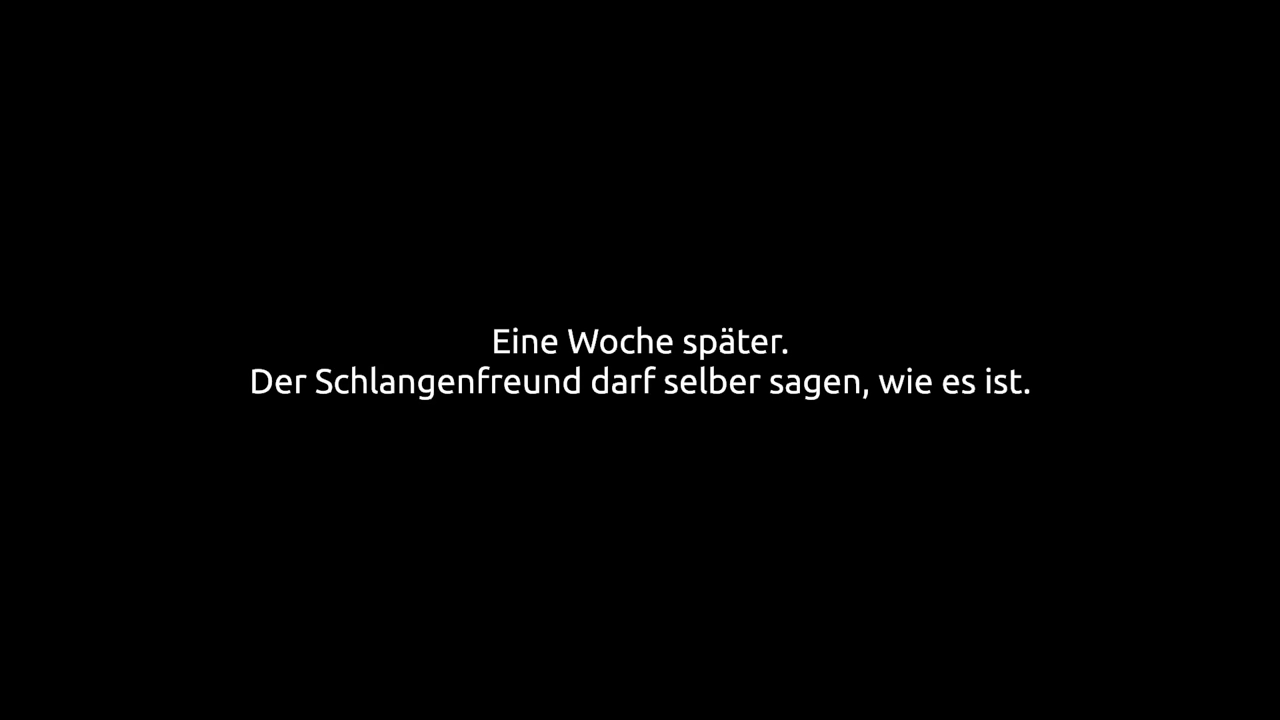 Eine Woche später.
Der Schlangenfreund darf selber sagen, wie es ist.